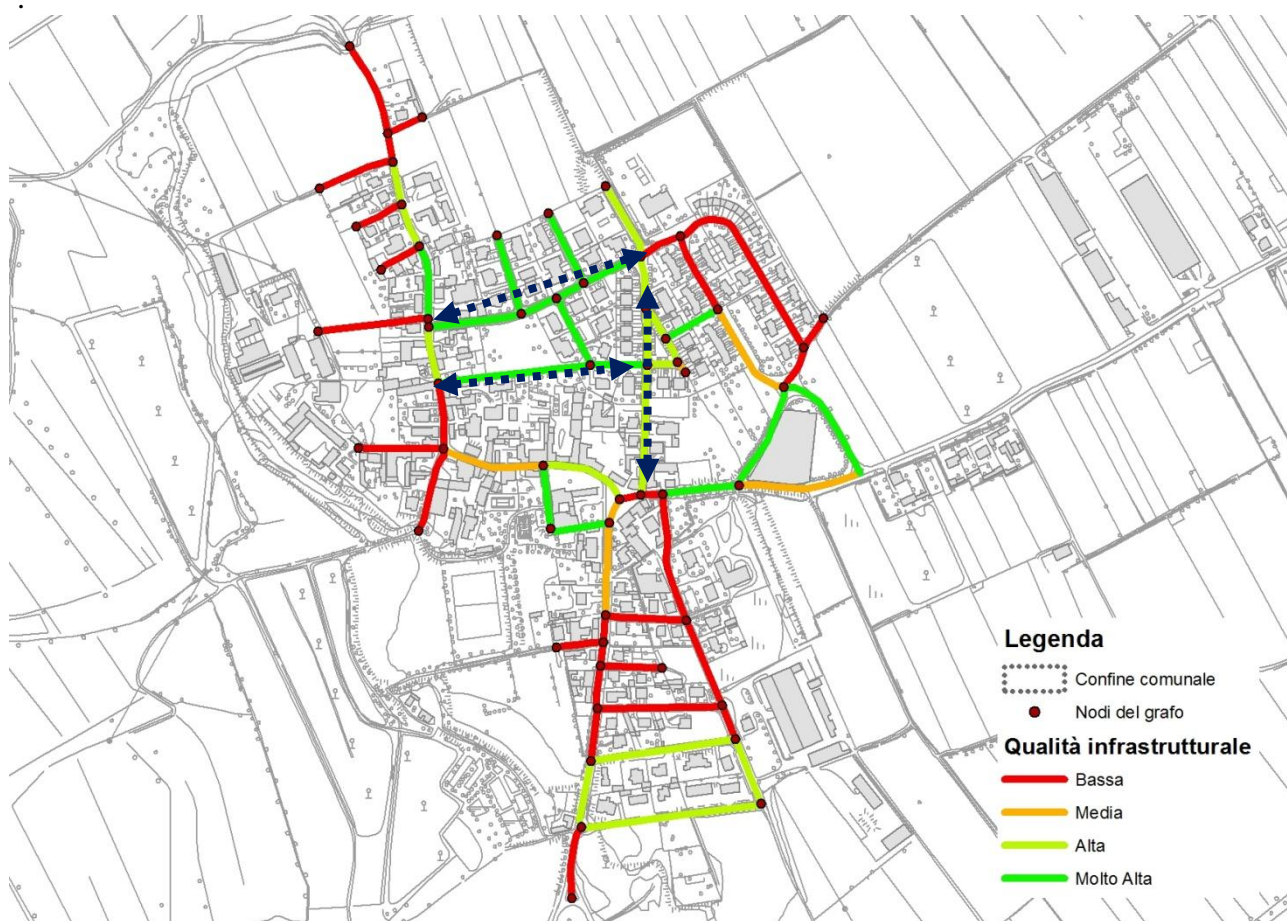 Legenda
Confine comunale
Nodi del grafo
Qualità infrastrutturale
Bassa
Media
Alta
Molto Alta